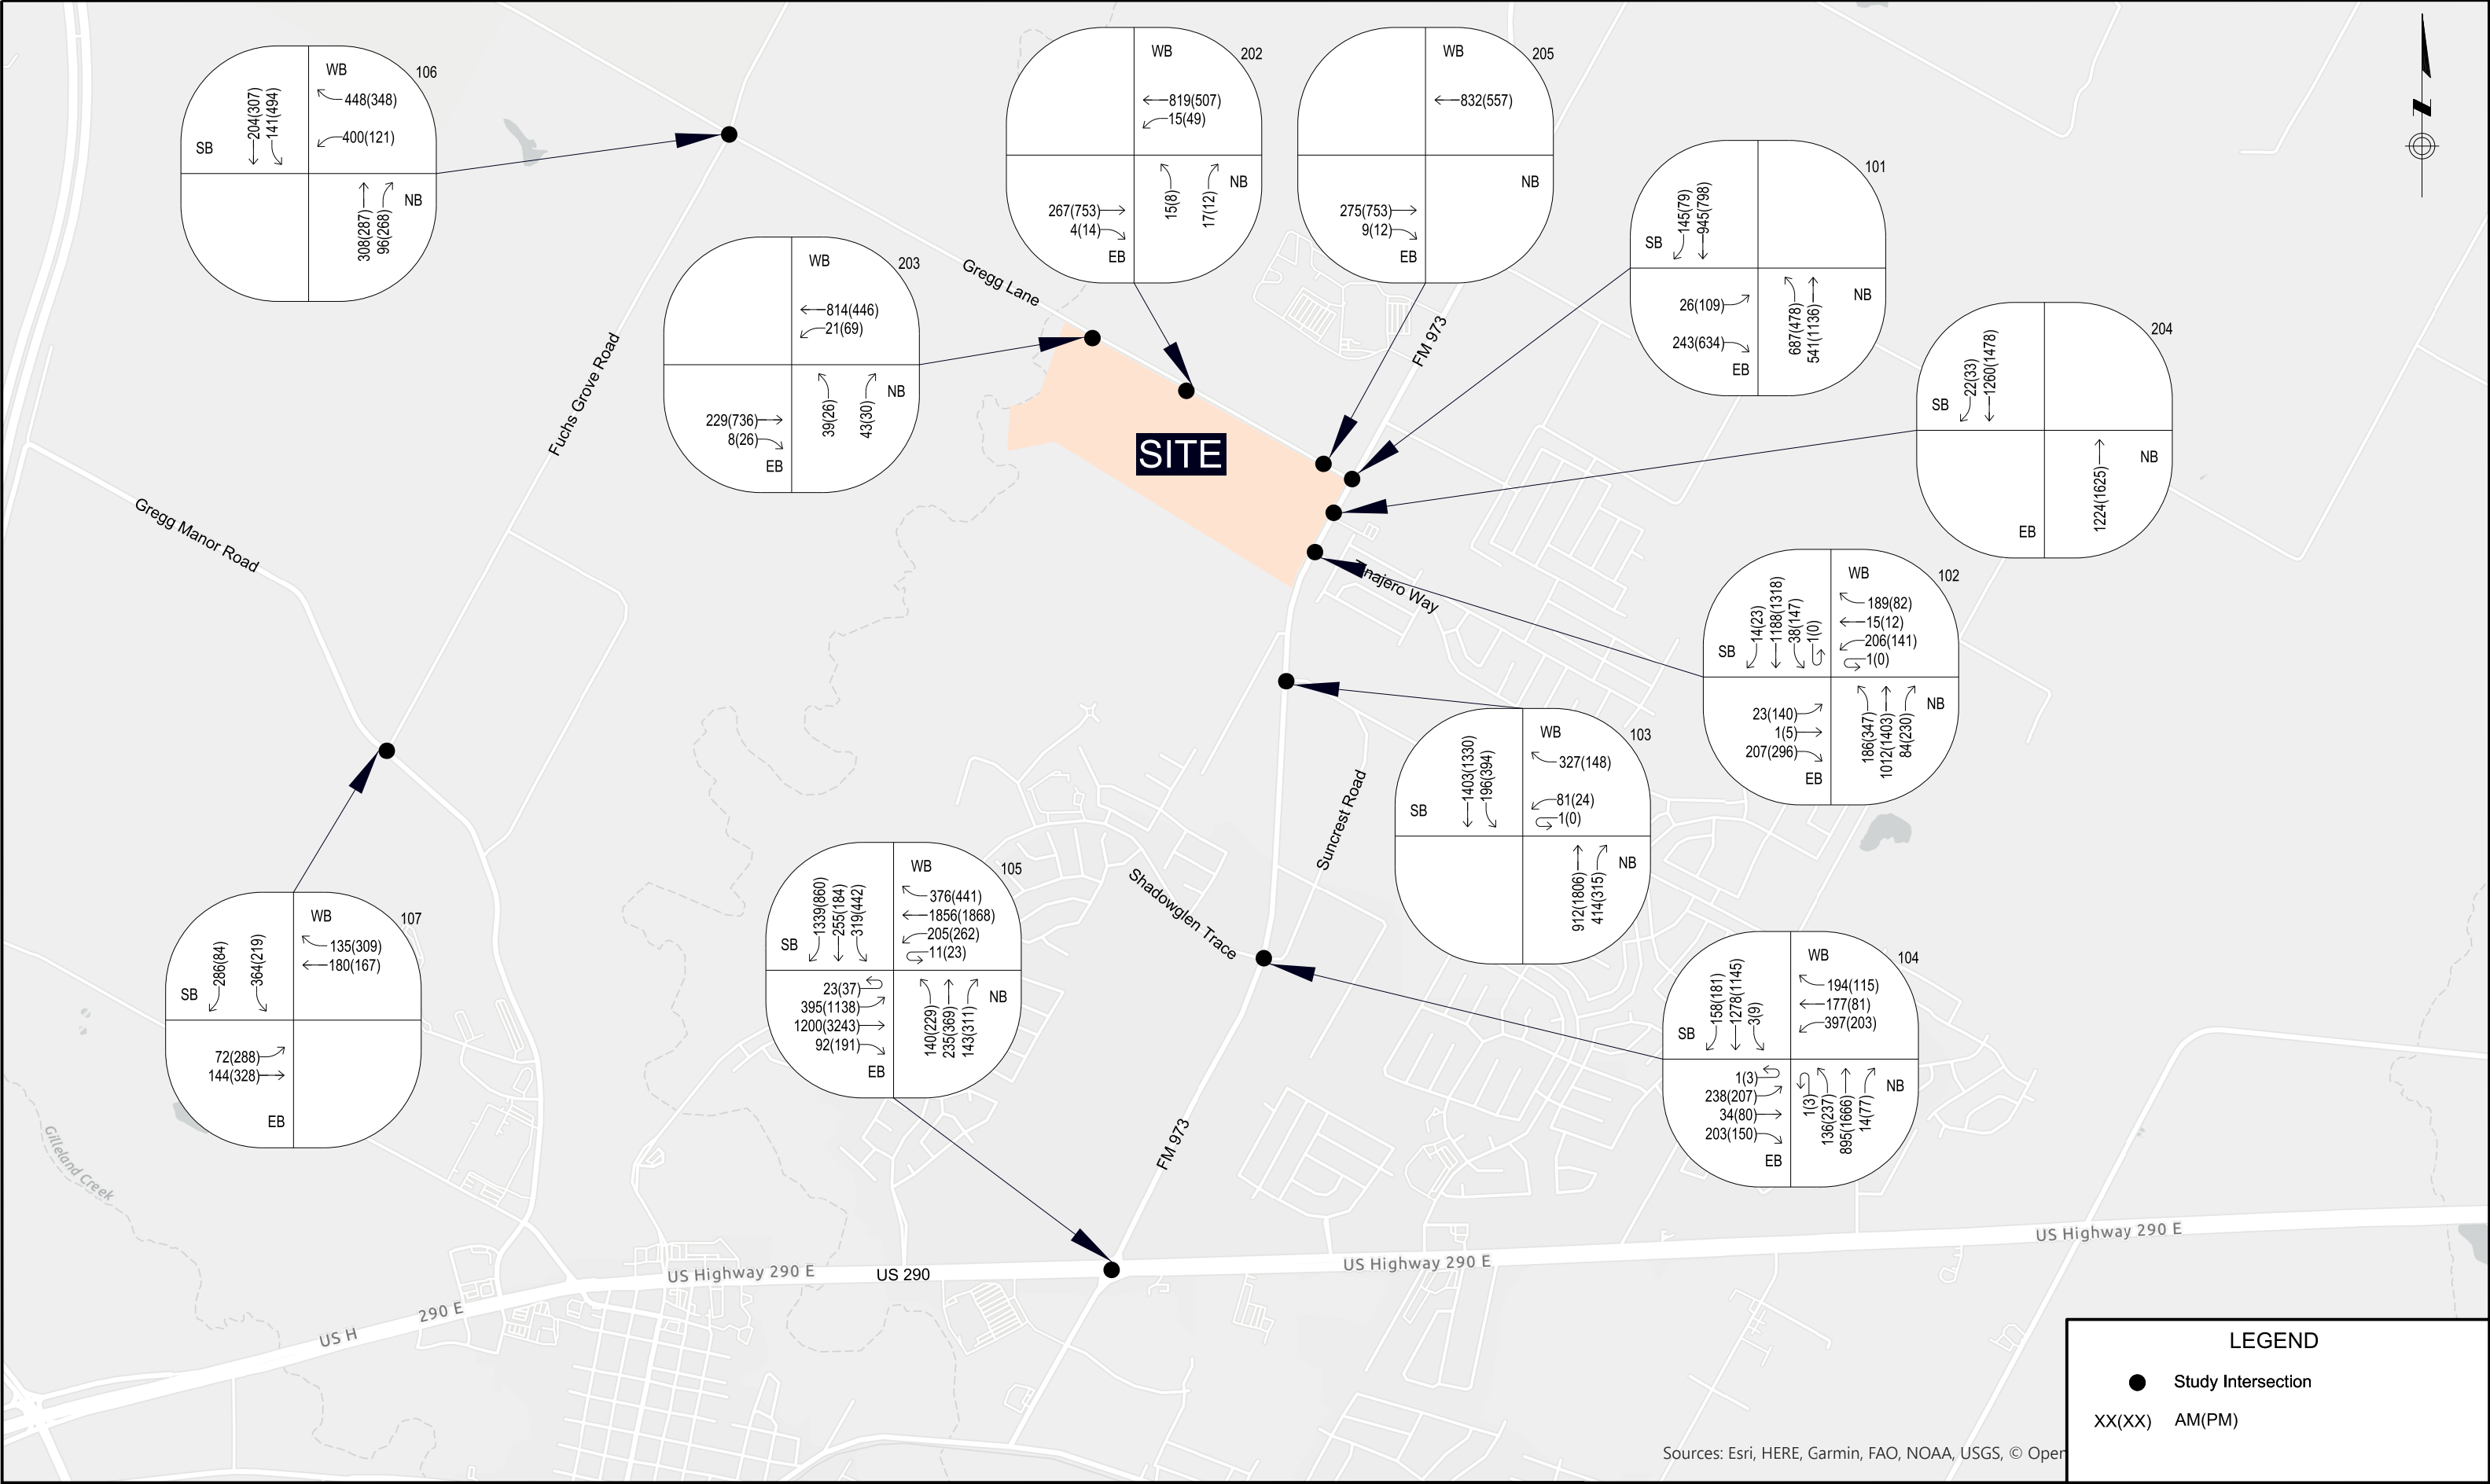 106
WB
448(348)
400(121)
SB
204(307)
141(494)
308(287)
96(268)
NB
202
WB
819(507)
15(49)
267(753)
4(14)
EB
15(8)
17(12)
NB
205
WB
832(557)
275(753)
9(12)
EB
NB
101
SB
145(79)
945(798)
26(109)
243(634)
EB
687(478)
541(1136)
NB
203
WB
814(446)
21(69)
229(736)
8(26)
EB
39(26)
43(30)
NB
204
SB
22(33)
1260(1478)
EB
1224(1625)
NB
Gregg Lane
FM 973
Fuchs Grove Road
SITE
Gregg Manor Road
102
WB
189(82)
15(12)
206(141)
1(0)
SB
14(23)
1188(1318)
38(147)
1(0)
23(140)
1(5)
207(296)
EB
186(347)
1012(1403)
84(230)
NB
Way
103
WB
327(148)
81(24)
1(0)
SB
1403(1330)
196(394)
912(1806)
414(315)
NB
Suncrest Road
Shadowglen Trace
105
WB
376(441)
1856(1868)
205(262)
11(23)
SB
1339(860)
255(184)
319(442)
23(37)
395(1138)
1200(3243)
92(191)
EB
140(229)
235(369)
143(311)
NB
107
WB
135(309)
180(167)
SB
286(84)
364(219)
72(288)
144(328)
EB
104
WB
194(115)
177(81)
397(203)
SB
158(181)
1278(1145)
3(9)
1(3)
238(207)
34(80)
203(150)
EB
1(3)
136(237)
895(1666)
14(77)
NB
Gilleland Creek
FM 973
US Highway 290 E
US 290
US Highway 290 E
US Highway 290 E
US H
290 E
LEGEND
Study Intersection
XX(XX) AM(PM)
Sources: Esri, HERE, Garmin, FAO, NOAA, USGS, © Open